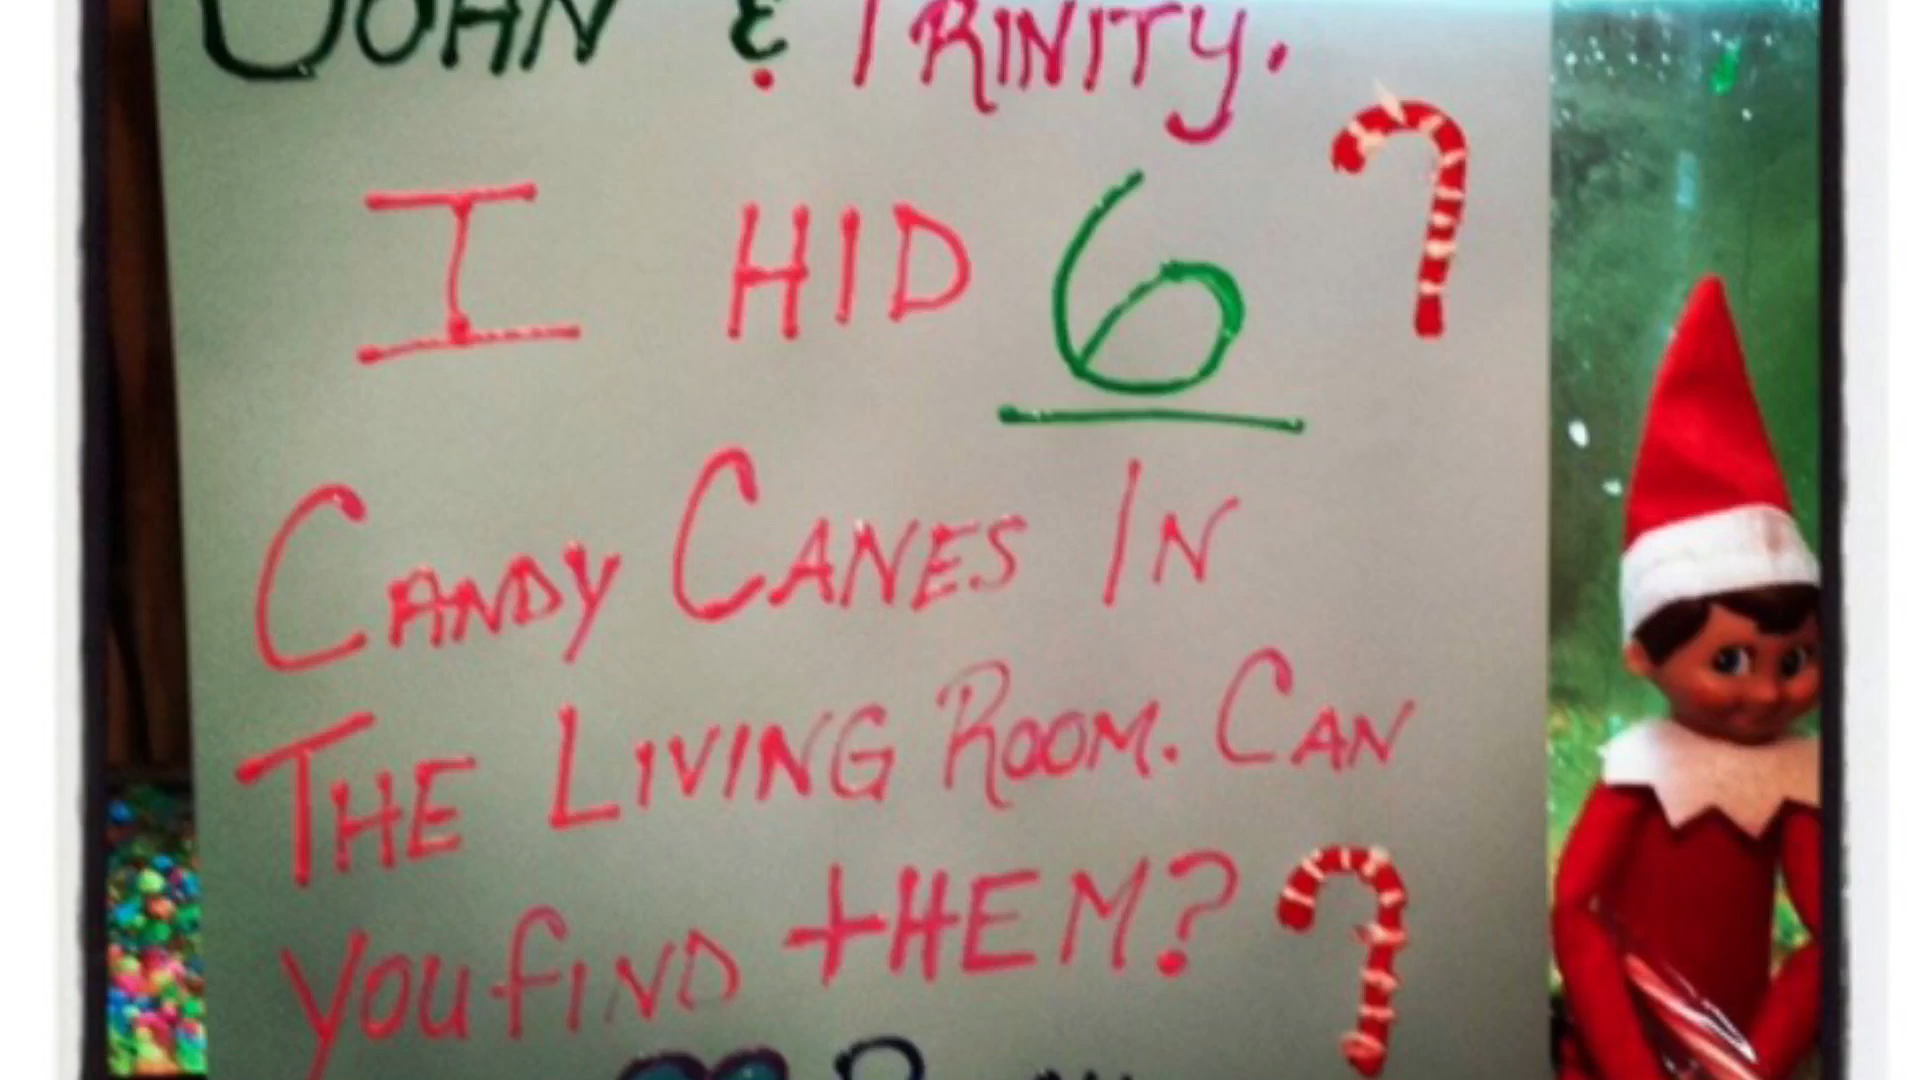 JOHN & TRINITY.
I HID 6
CANDY CANES IN
THE LIVING ROOM. CAN
YOU FIND THEM?